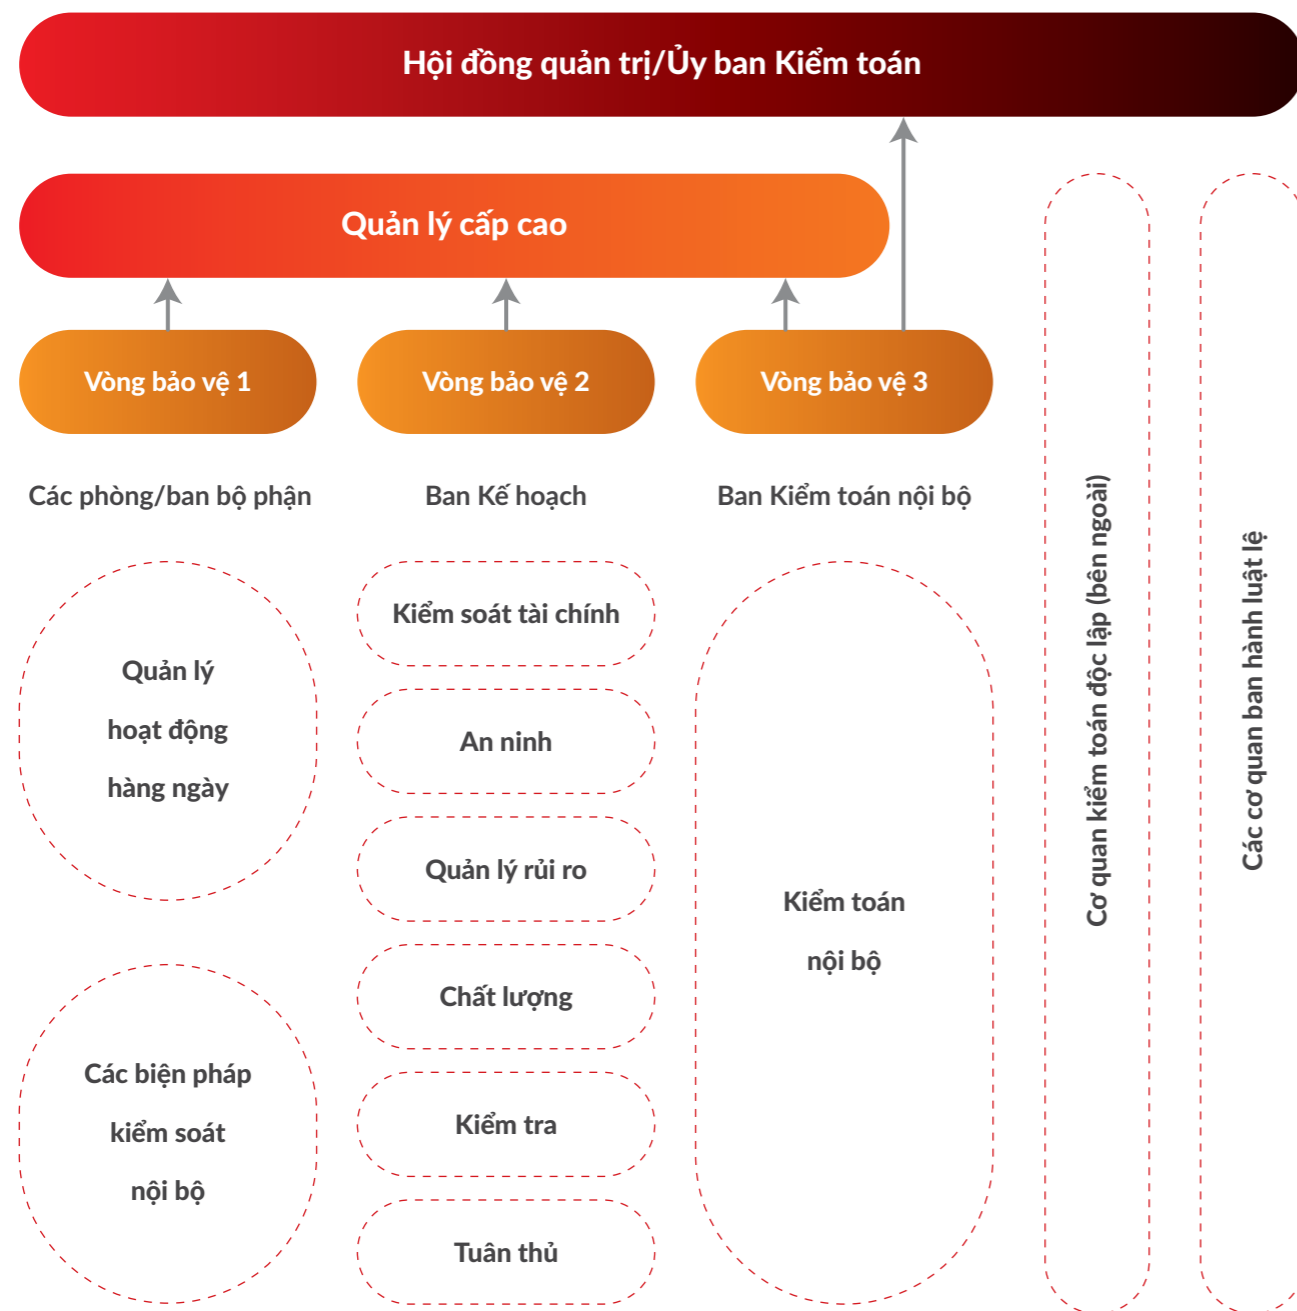 Hội đồng quản trị/Ủy ban Kiểm toán
Quản lý cấp cao
Vòng bảo vệ 1
Vòng bảo vệ 2
Vòng bảo vệ 3
Các phòng/ban bộ phận
Ban Kế hoạch
Ban Kiểm toán nội bộ
Quản lý
hoạt động
hàng ngày
Các biện pháp
kiểm soát
nội bộ
Kiểm soát tài chính
An ninh
Quản lý rủi ro
Chất lượng
Kiểm tra
Tuân thủ
Kiểm toán
nội bộ
Cơ quan kiểm toán độc lập (bên ngoài)
Các cơ quan ban hành luật lệ